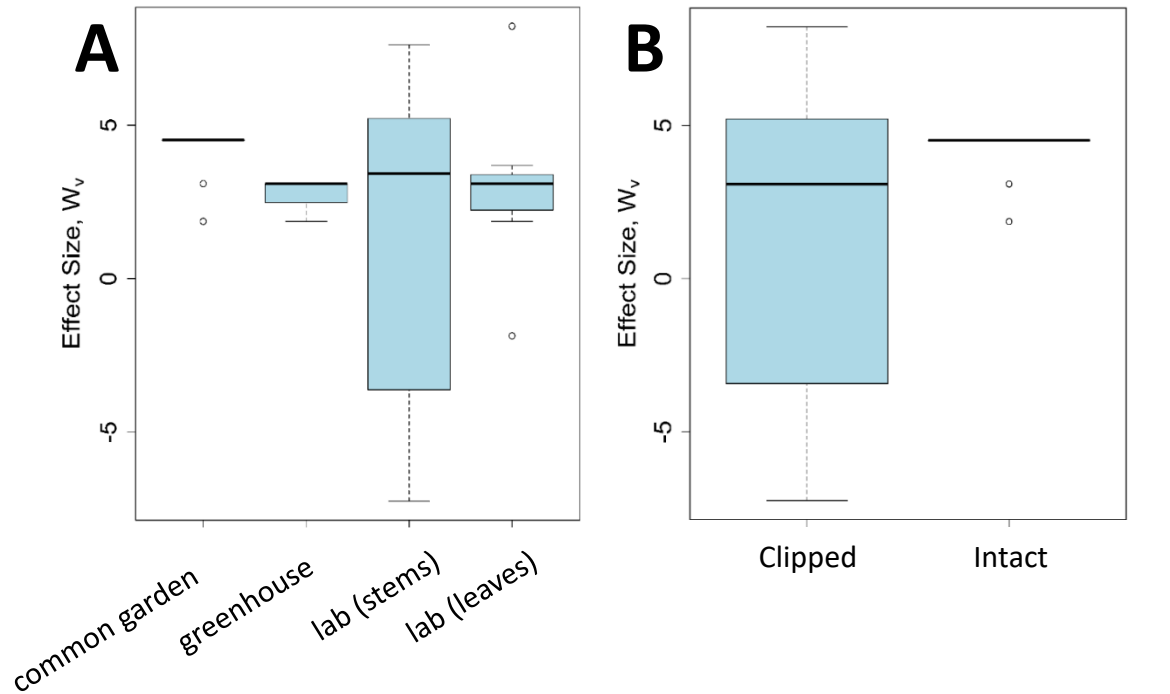 A
5
0
-5
Effect Size, Wv
common garden
greenhouse
lab (stems)
lab (leaves)
B
5
0
-5
Effect Size, Wv
Clipped
Intact